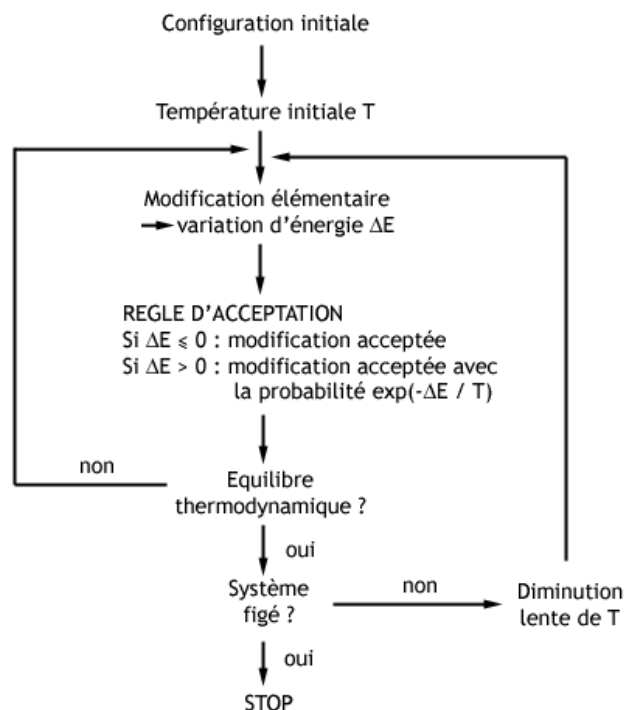 Configuration initiale
Température initiale T
Modification élémentaire
variation d'énergie ΔE
REGLE D'ACCEPTATION
Si ΔE ⩽ 0 : modification acceptée
Si ΔE > 0 : modification acceptée avec
la probabilité exp(-ΔE / T)
non
Equilibre
thermodynamique ?
oui
Système
figé ?
non
Diminution
lente de T
oui
STOP